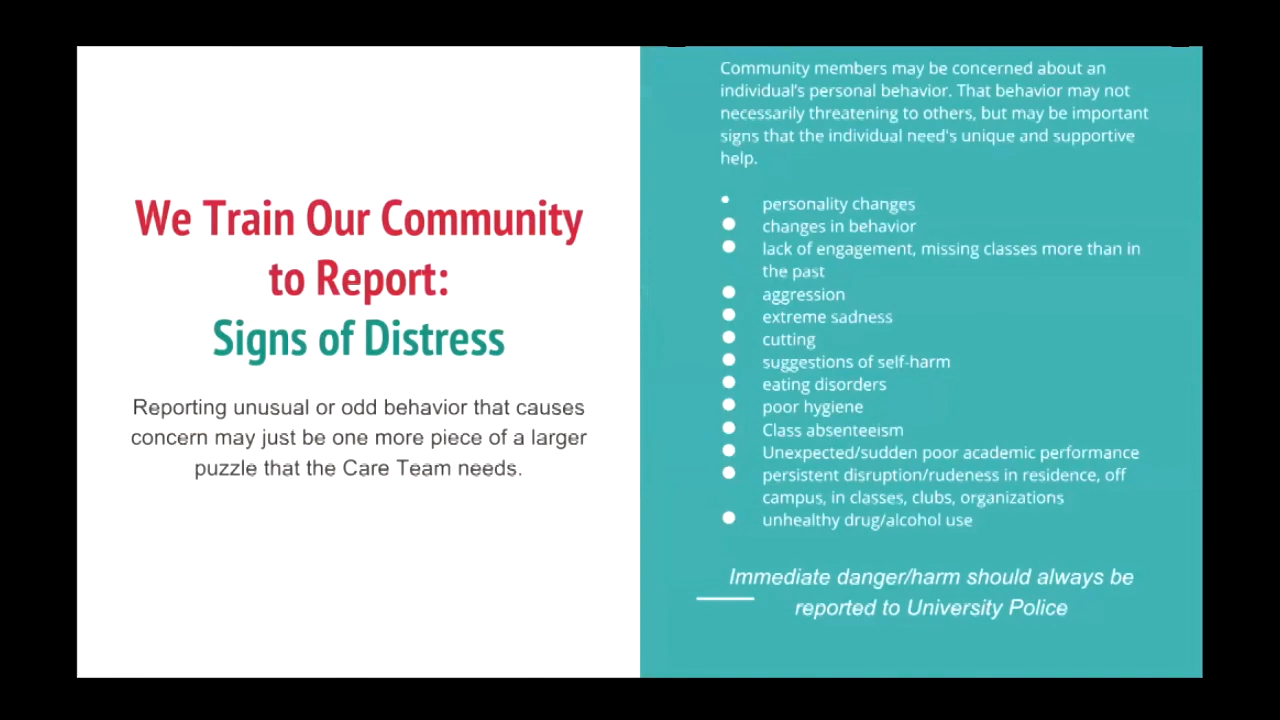 We Train Our Community
to Report:
Signs of Distress
Reporting unusual or odd behavior that causes
concern may just be one more piece of a larger
puzzle that the Care Team needs.
Community members may be concerned about an
individual's personal behavior. That behavior may not
necessarily threatening to others, but may be important
signs that the individual need's unique and supportive
help.
• personality changes
● changes in behavior
● lack of engagement, missing classes more than in
the past
● aggression
● extreme sadness
● cutting
● suggestions of self-harm
● eating disorders
● poor hygiene
● Class absenteeism
● Unexpected/sudden poor academic performance
● persistent disruption/rudeness in residence, off
campus, in classes, clubs, organizations
● unhealthy drug/alcohol use
Immediate danger/harm should always be
reported to University Police